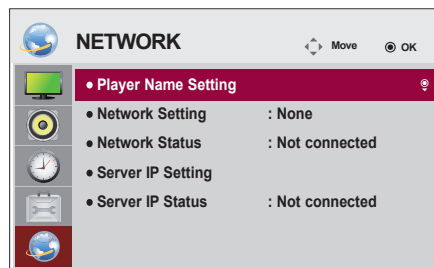 NETWORK
Move
OK
• Player Name Setting
• Network Setting : None
• Network Status : Not connected
• Server IP Setting
• Server IP Status : Not connected